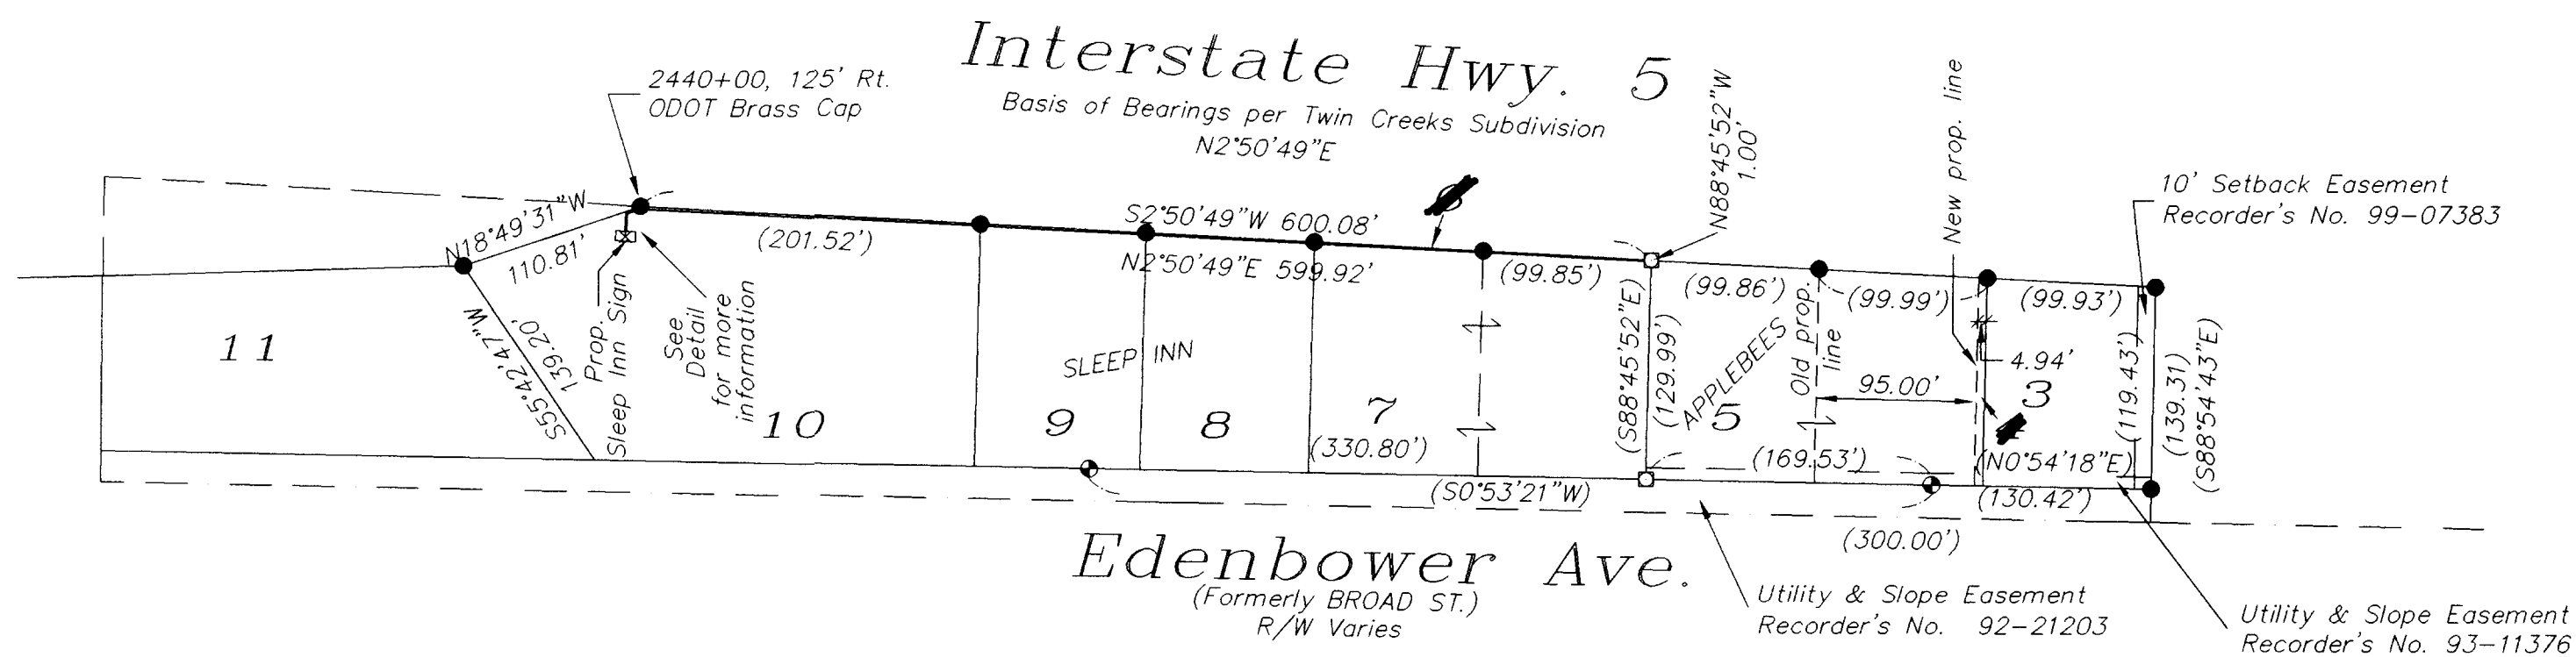 Interstate Hwy. 5
Basis of Bearings per Twin Creeks Subdivision
N2°50'49"E
2440+00, 125' Rt.
ODOT Brass Cap
N88°45'52"W
1.00'
New prop. line
10' Setback Easement
Recorder's No. 99-07383
N18°49'31"W
110.81'
S55°42'47"W
139.20'
Prop.
Sleep Inn Sign
See
Detail
for more
information
(201.52')
S2°50'49"W 600.08'
N2°50'49"E 599.92'
(99.85')
(99.86')
(99.99')
(99.93')
(S88°45'52"E)
(129.99')
APPLEBEES
Old prop.
line
95.00'
4.94'
(119.43')
(139.31)
(S88°54'43"E)
SLEEP INN
11
10
9
8
7
5
3
(330.80')
(169.53')
(N0°54'18"E)
(S0°53'21"W)
(130.42')
(300.00')
Edenbower Ave.
(Formerly BROAD ST.)
R/W Varies
Utility & Slope Easement
Recorder's No. 92-21203
Utility & Slope Easement
Recorder's No. 93-11376